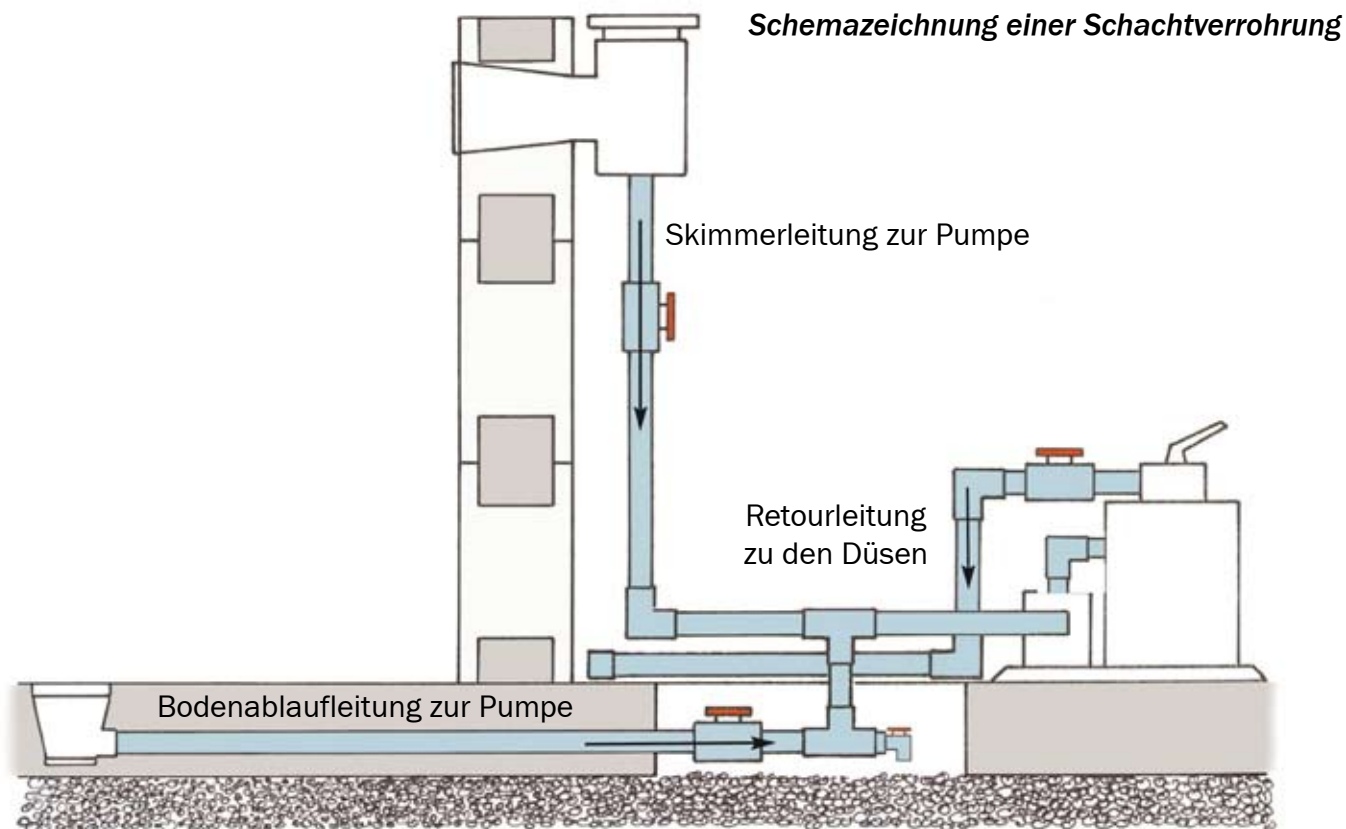 Schemazeichnung einer Schachtverrohrung
Skimmerleitung zur Pumpe
Retourleitung
zu den Düsen
Bodenablaufleitung zur Pumpe